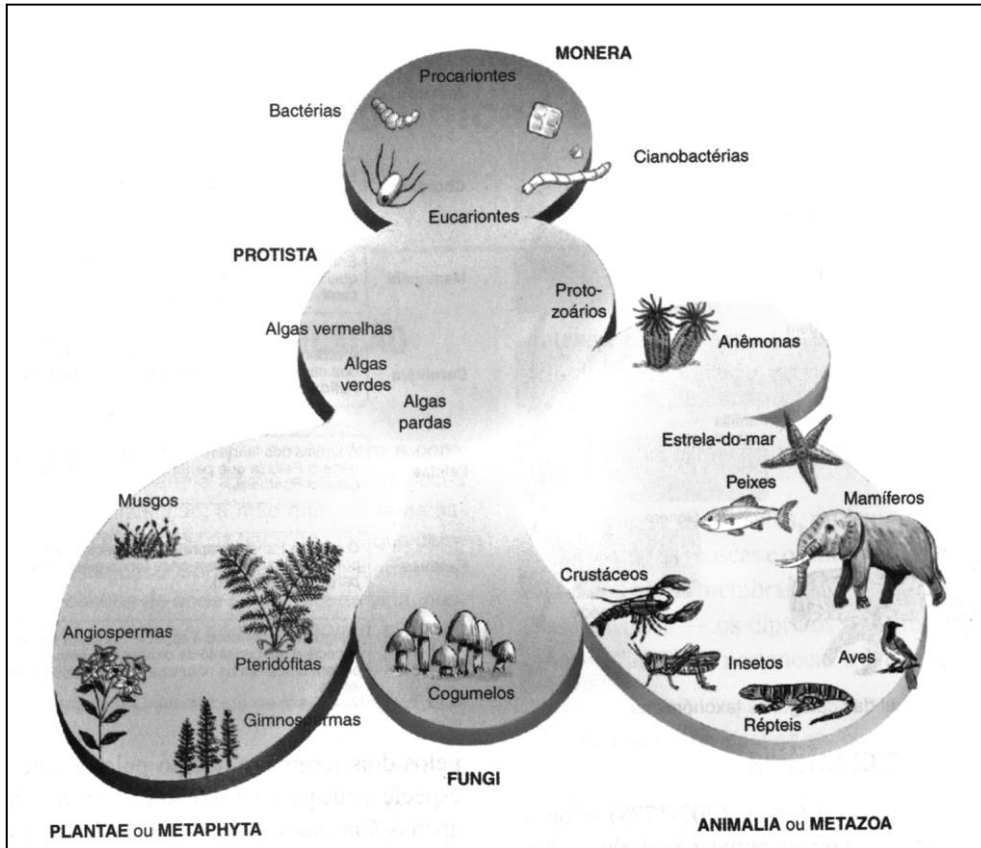 MONERA
Procariontes
Bactérias
Cianobactérias
Eucariontes
PROTISTA
Proto-
zoários
Algas vermelhas
Anêmonas
Algas
verdes
Algas
pardas
Estrela-do-mar
Peixes
Musgos
Mamíferos
Crustáceos
Angiospermas
Pteridófitas
Insetos
Aves
Cogumelos
Gimnospermas
Répteis
FUNGI
PLANTAE ou METAPHYTA
ANIMALIA ou METAZOA